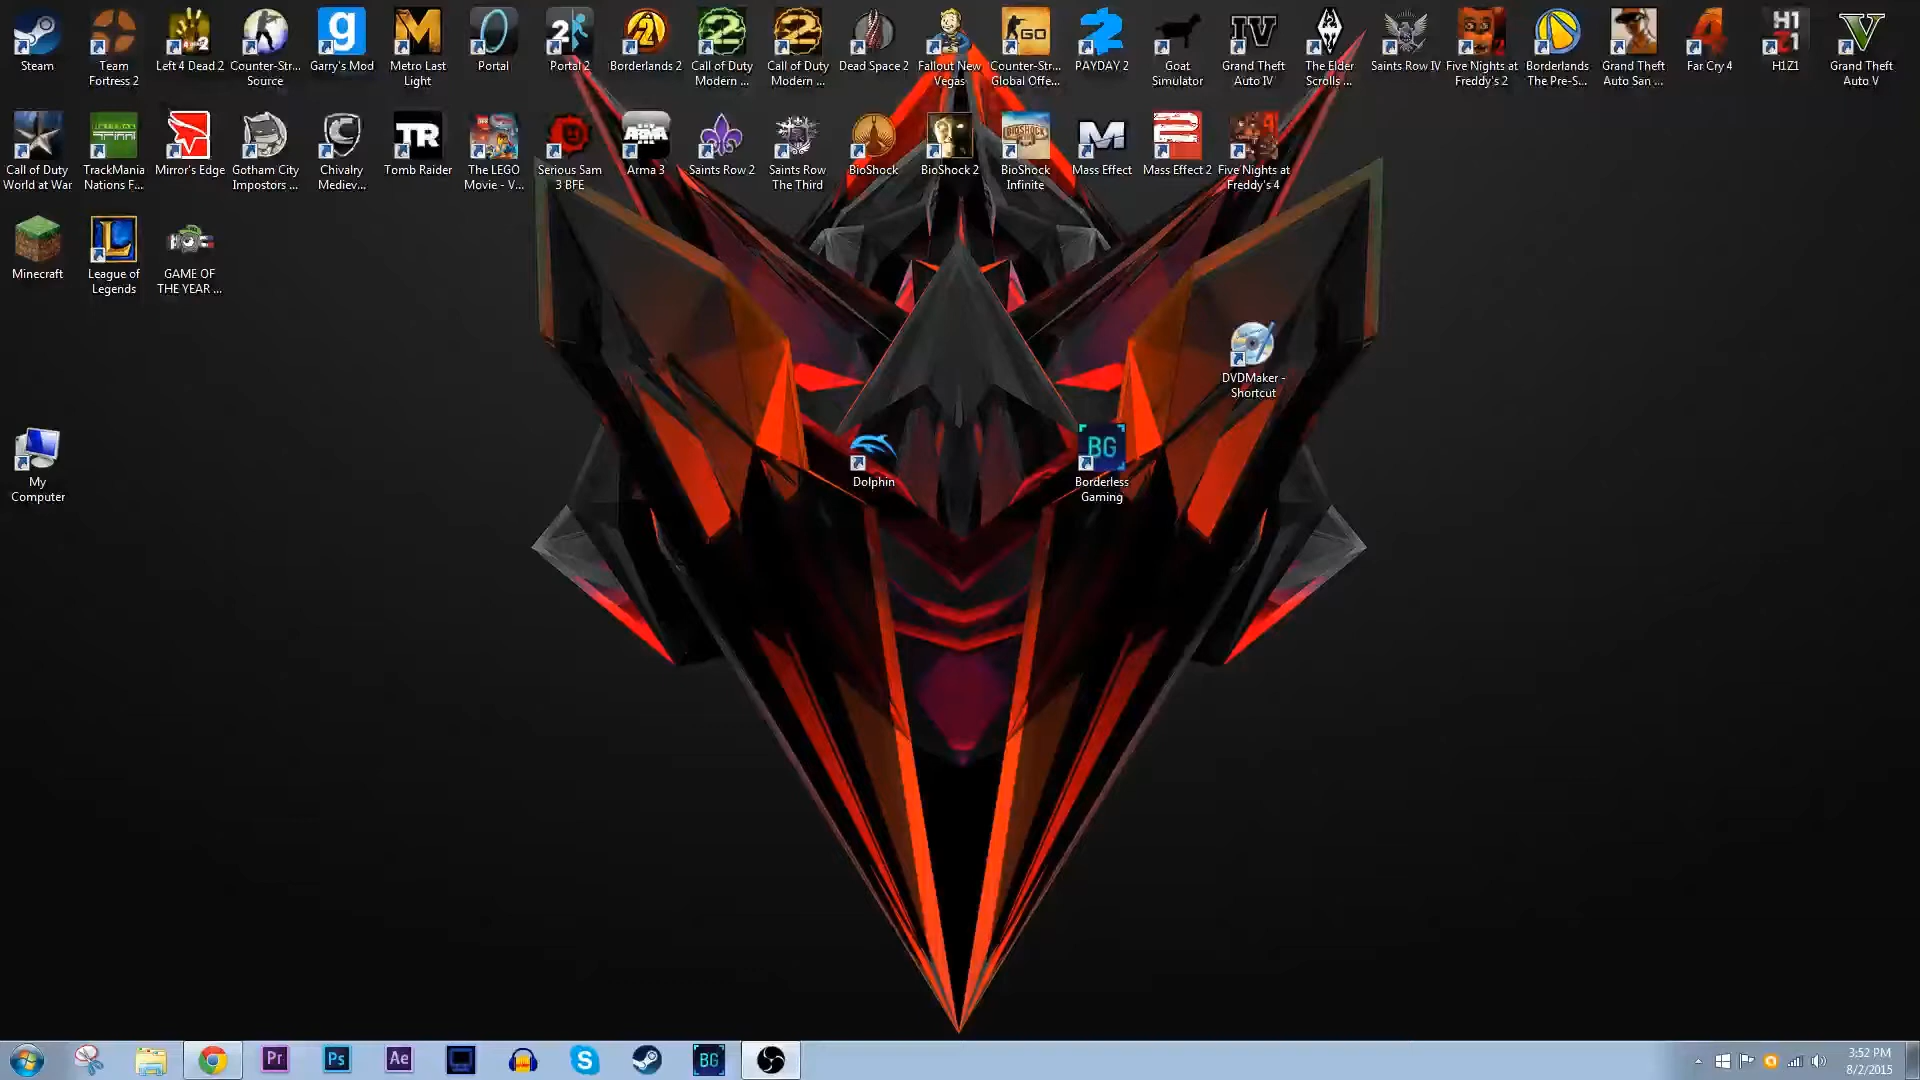 Steam
Team
Fortress 2
Left 4 Dead 2
Counter-Str...
Source
Garry's Mod
Metro Last
Light
Portal
Portal 2
Borderlands 2
Call of Duty
Modern ...
Call of Duty
Modern ...
Dead Space 2
Fallout New
Vegas
Counter-Str...
Global Offe...
PAYDAY 2
Goat
Simulator
Grand Theft
Auto IV
The Elder
Scrolls ...
Saints Row IV
Five Nights at
Freddy's 2
Borderlands
The Pre-S...
Grand Theft
Auto San ...
Far Cry 4
H1Z1
Grand Theft
Auto V
Call of Duty
World at War
TrackMania
Nations F...
Mirror's Edge
Gotham City
Impostors ...
Chivalry
Mediev...
Tomb Raider
The LEGO
Movie - V...
Serious Sam
3 BFE
Arma 3
Saints Row 2
Saints Row
The Third
BioShock
BioShock 2
BioShock
Infinite
Mass Effect
Mass Effect 2
Five Nights at
Freddy's 4
Minecraft
League of
Legends
GAME OF
THE YEAR ...
DVDMaker -
Shortcut
My
Computer
Dolphin
BG
Borderless
Gaming
Pr
Ps
Ae
BG
3:52 PM
8/2/2015